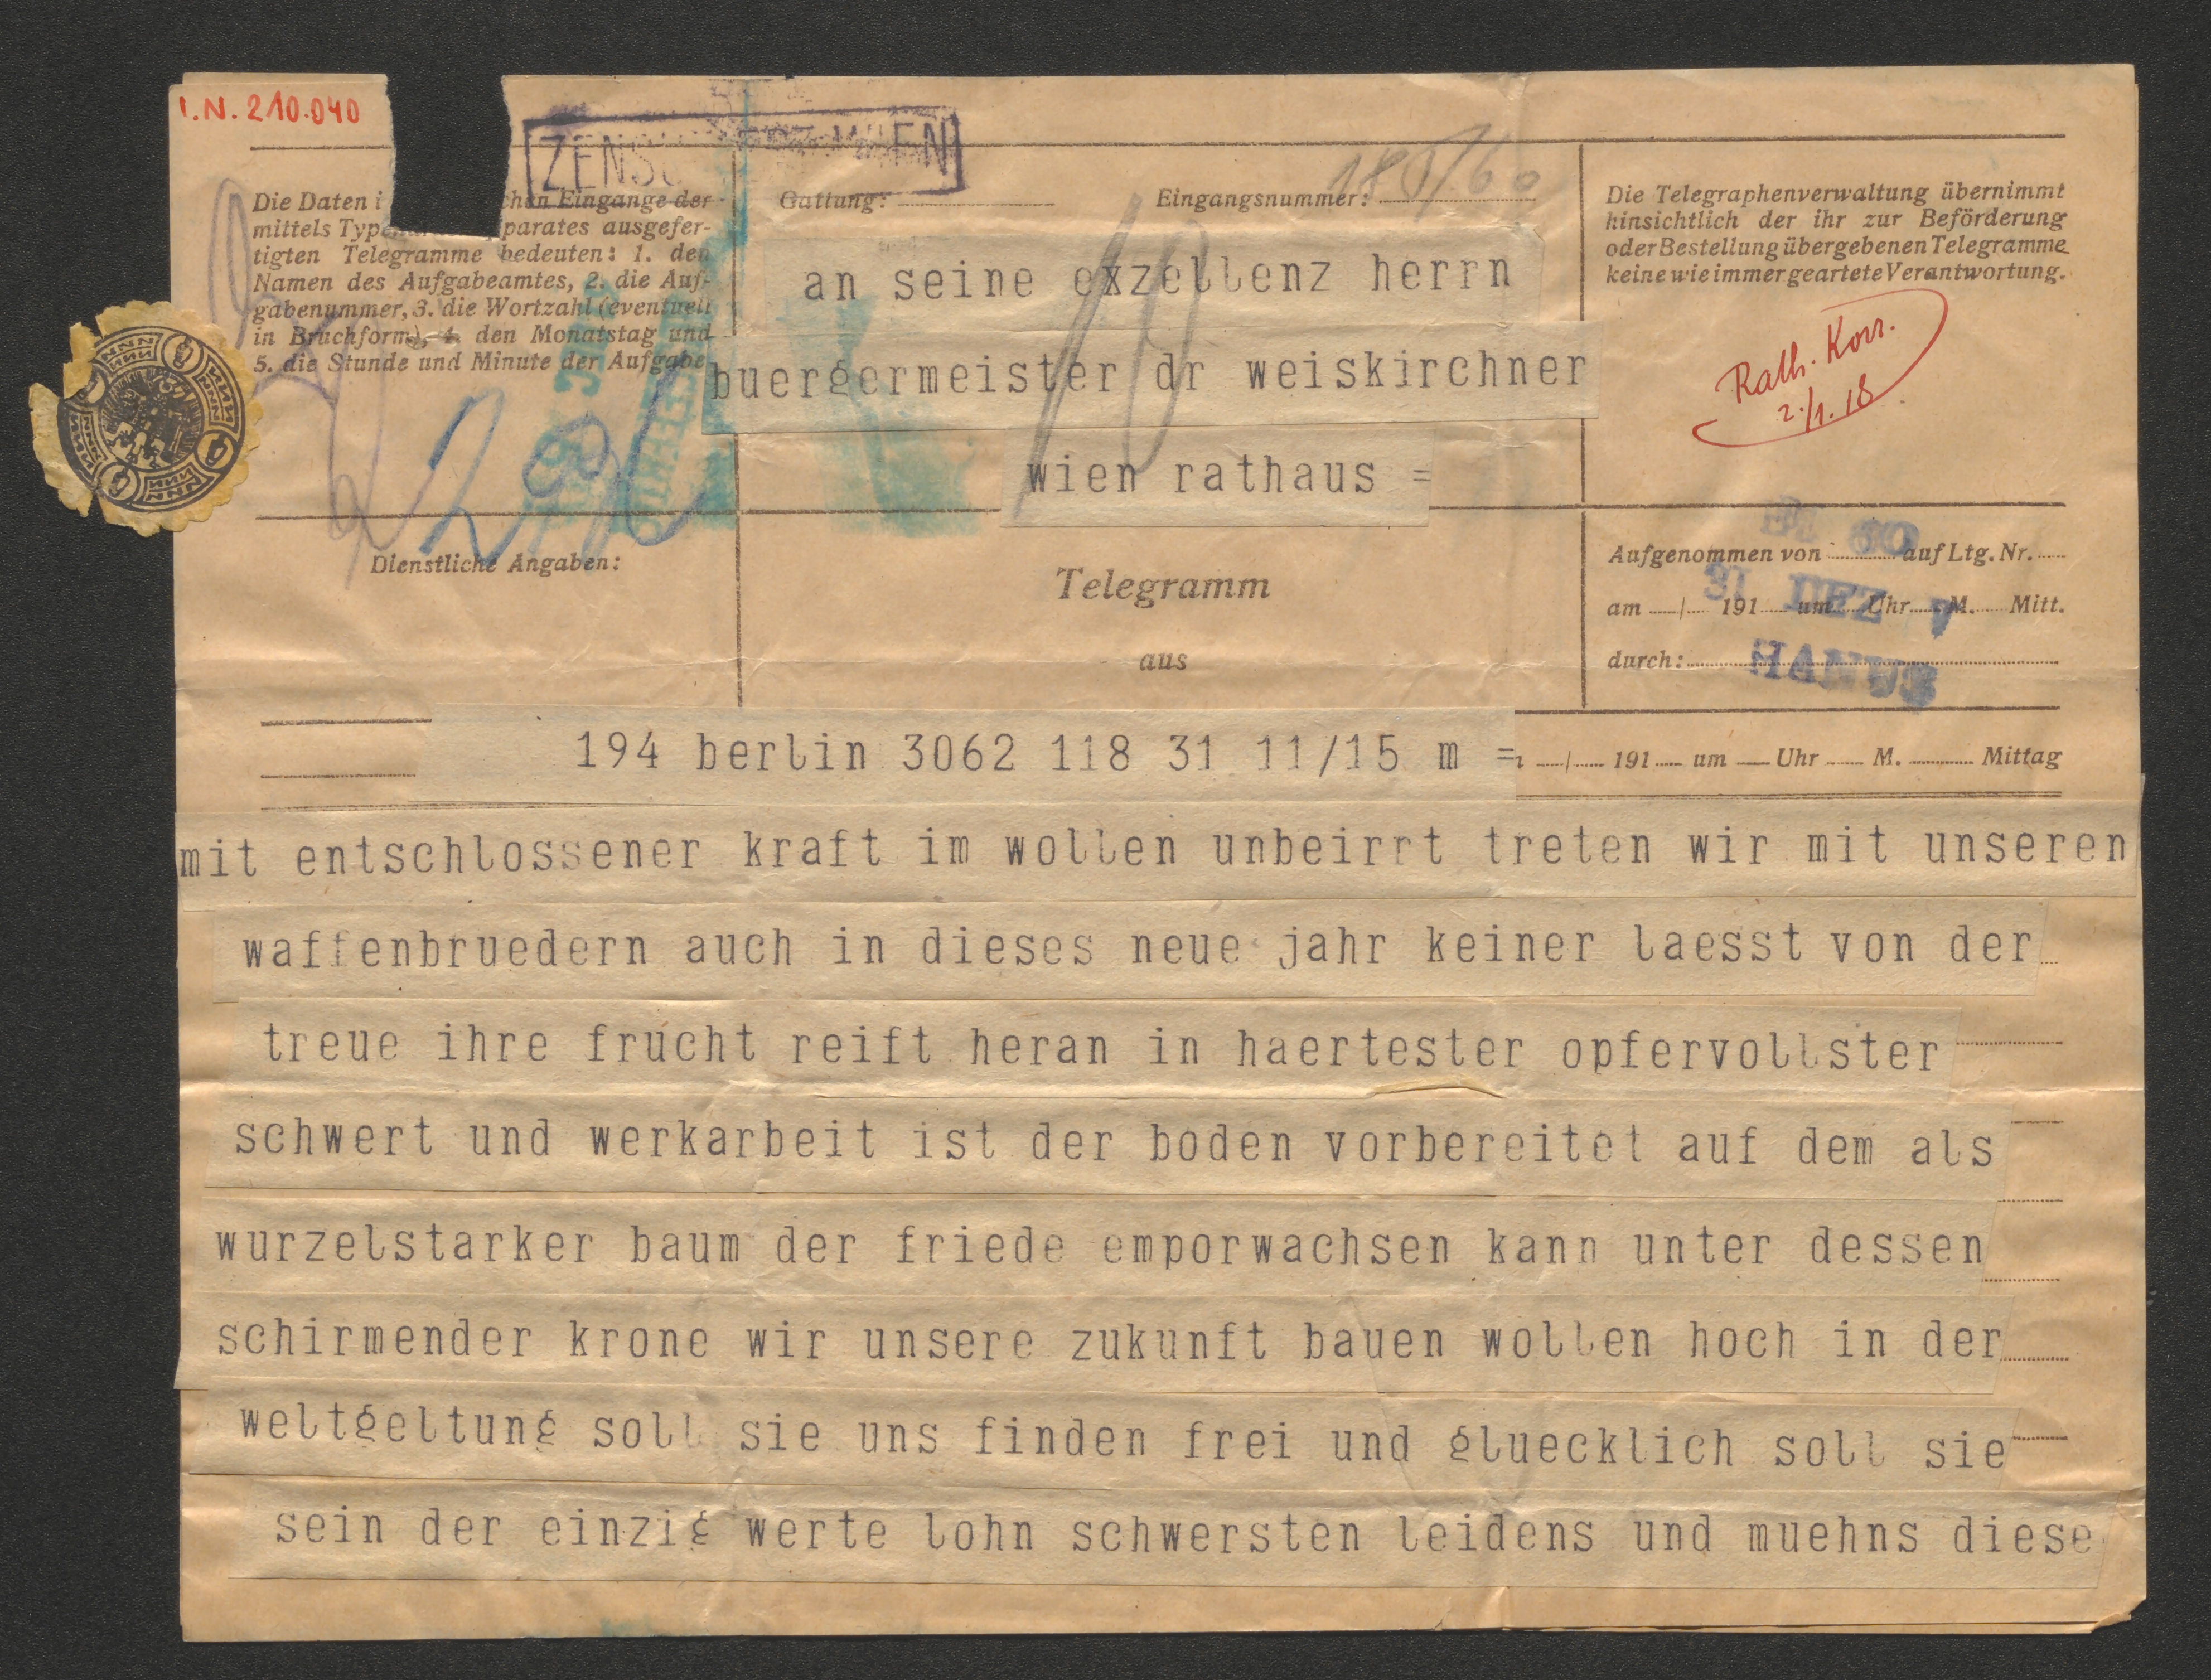 I.N. 210.040
ZENSU WIEN
Die Daten i chen Eingange der
mittels Typ parates ausgefer-
tigten Telegramme bedeuten: 1. den
Namen des Aufgabeamtes, 2. die Auf-
gabenummer, 3. die Wortzahl (eventuell
in Bruchform), 4. den Monatstag und
5. die Stunde und Minute der Aufgabe
Gattung:
Eingangsnummer:
an seine exzellenz herrn
buergermeister dr weiskirchner
wien rathaus =
Die Telegraphenverwaltung übernimmt
hinsichtlich der ihr zur Beförderung
oder Bestellung übergebenen Telegramme
keine wie immer geartete Verantwortung.
Rath. Korr.
2./1. 18
Dienstliche Angaben:
Telegramm
aus
Aufgenommen von auf Ltg. Nr.
am / 191 um Uhr M. Mitt.
31 DEZ V
durch:
HANUS
194 berlin 3062 118 31 11/15 m =
/ 191 um Uhr M. Mittag
mit entschlossener kraft im wollen unbeirrt treten wir mit unseren
waffenbruedern auch in dieses neue jahr keiner laesst von der
treue ihre frucht reift heran in haertester opfervollster
schwert und werkarbeit ist der boden vorbereitet auf dem als
wurzelstarker baum der friede emporwachsen kann unter dessen
schirmender krone wir unsere zukunft bauen wollen hoch in der
weltgeltung soll sie uns finden frei und gluecklich soll sie
sein der einzig werte lohn schwersten leidens und muehns diese